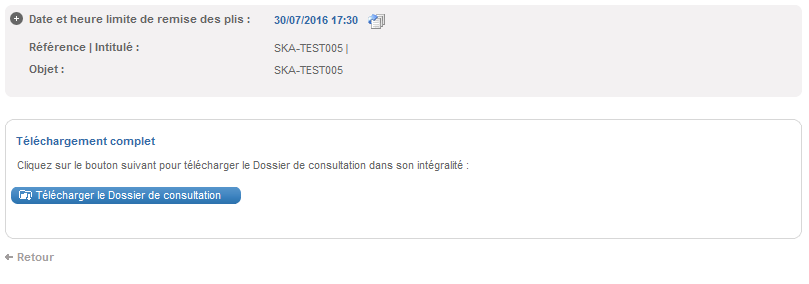 Date et heure limite de remise des plis : 30/07/2016 17:30
Référence | Intitulé : SKA-TEST005 |
Objet : SKA-TEST005
Téléchargement complet
Cliquez sur le bouton suivant pour télécharger le Dossier de consultation dans son intégralité :
Télécharger le Dossier de consultation
Retour